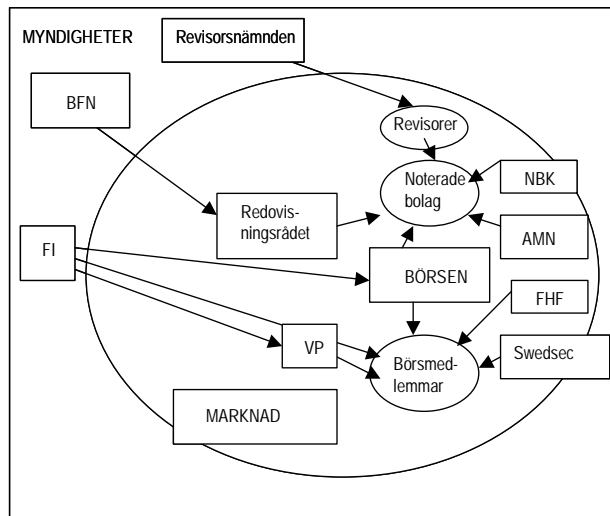 MYNDIGHETER
Revisorsnämnden
BFN
Revisorer
Noterade
bolag
NBK
Redovis-
ningsrådet
AMN
FI
BÖRSEN
FHF
VP
Börsmed-
lemmar
Swedsec
MARKNAD